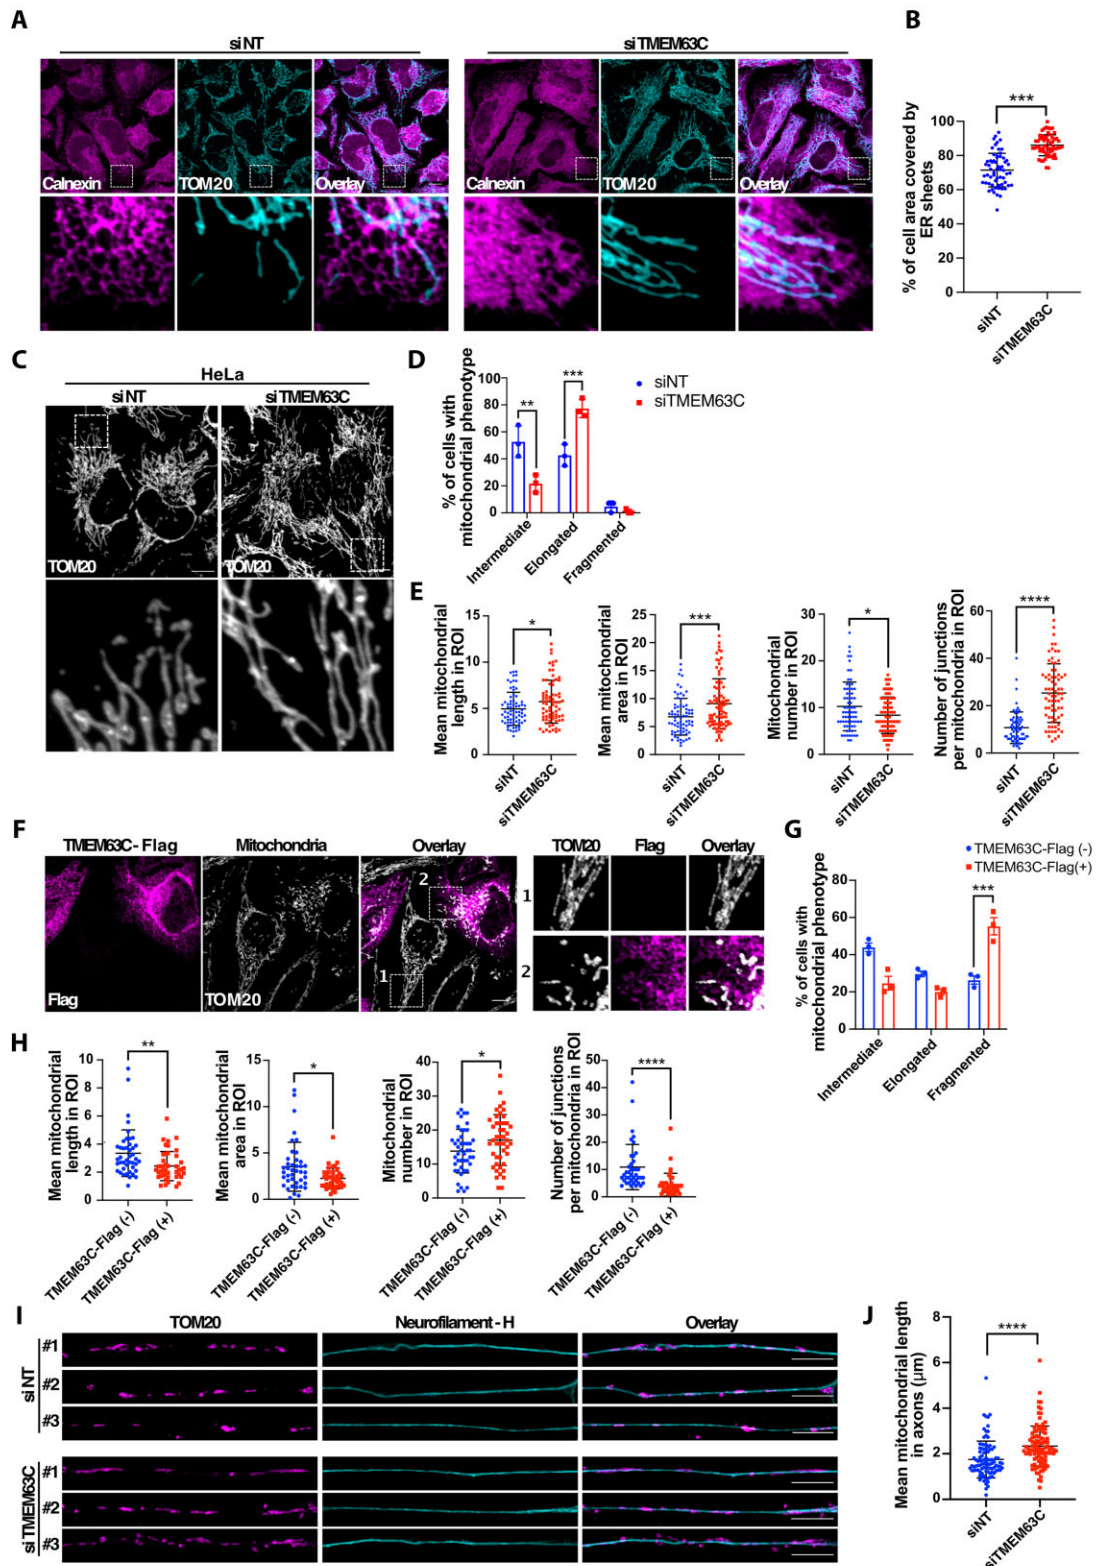 A
siNT
siTMEM63C
Calnexin
TOM20
Overlay
Calnexin
TOM20
Overlay
B
% of cell area covered by
ER sheets
100
80
60
40
20
0
***
siNT
siTMEM63C
C
HeLa
siNT
siTMEM63C
TOM20
TOM20
D
% of cells with
mitochondrial phenotype
100
80
60
40
20
0
**
***
siNT
siTMEM63C
Intermediate
Elongated
Fragmented
E
Mean mitochondrial
length in ROI
15
10
5
0
*
siNT
siTMEM63C
Mean mitochondrial
area in ROI
25
20
15
10
5
0
***
siNT
siTMEM63C
Mitochondrial
number in ROI
30
20
10
0
*
siNT
siTMEM63C
Number of junctions
per mitochondria in ROI
60
40
20
0
****
siNT
siTMEM63C
F
TMEM63C-Flag
Mitochondria
Overlay
Flag
TOM20
2
1
TOM20
Flag
Overlay
1
2
G
TMEM63C-Flag (-)
TMEM63C-Flag(+)
% of cells with
mitochondrial phenotype
80
60
40
20
0
***
Intermediate
Elongated
Fragmented
H
Mean mitochondrial
length in ROI
10
8
6
4
2
0
**
TMEM63C-Flag (-)
TMEM63C-Flag (+)
Mean mitochondrial
area in ROI
15
10
5
0
*
TMEM63C-Flag (-)
TMEM63C-Flag (+)
Mitochondrial
number in ROI
40
30
20
10
0
*
TMEM63C-Flag (-)
TMEM63C-Flag (+)
Number of junctions
per mitochondria in ROI
50
40
30
20
10
0
****
TMEM63C-Flag (-)
TMEM63C-Flag (+)
I
TOM20
Neurofilament-H
Overlay
siNT
#1
#2
#3
siTMEM63C
#1
#2
#3
J
Mean mitochondrial length
in axons (μm)
8
6
4
2
0
****
siNT
siTMEM63C